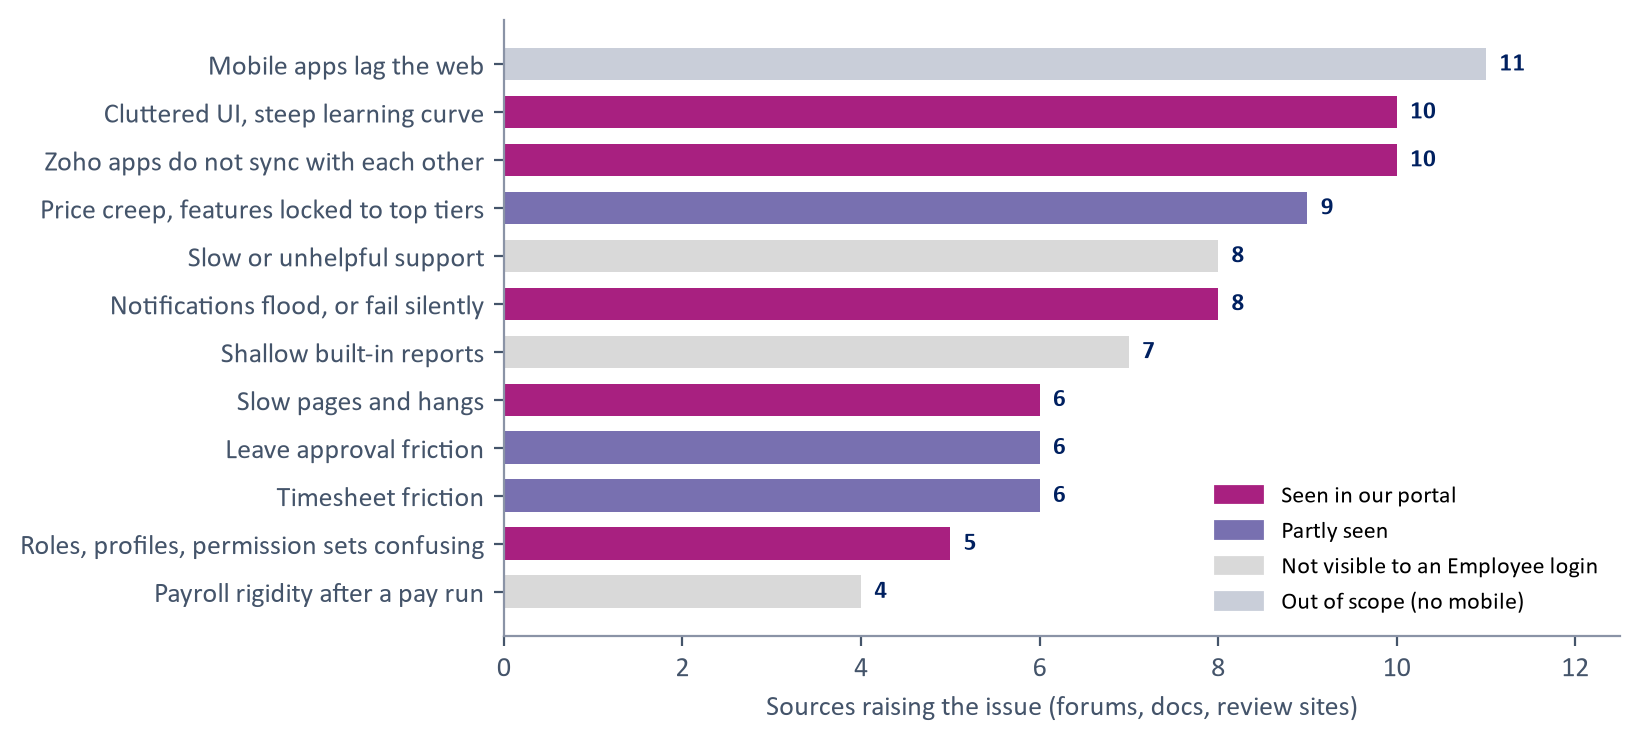 Mobile apps lag the web 11
Cluttered UI, steep learning curve 10
Zoho apps do not sync with each other 10
Price creep, features locked to top tiers 9
Slow or unhelpful support 8
Notifications flood, or fail silently 8
Shallow built-in reports 7
Slow pages and hangs 6
Leave approval friction 6
Timesheet friction 6
Roles, profiles, permission sets confusing 5
Payroll rigidity after a pay run 4
Seen in our portal
Partly seen
Not visible to an Employee login
Out of scope (no mobile)
0 2 4 6 8 10 12
Sources raising the issue (forums, docs, review sites)